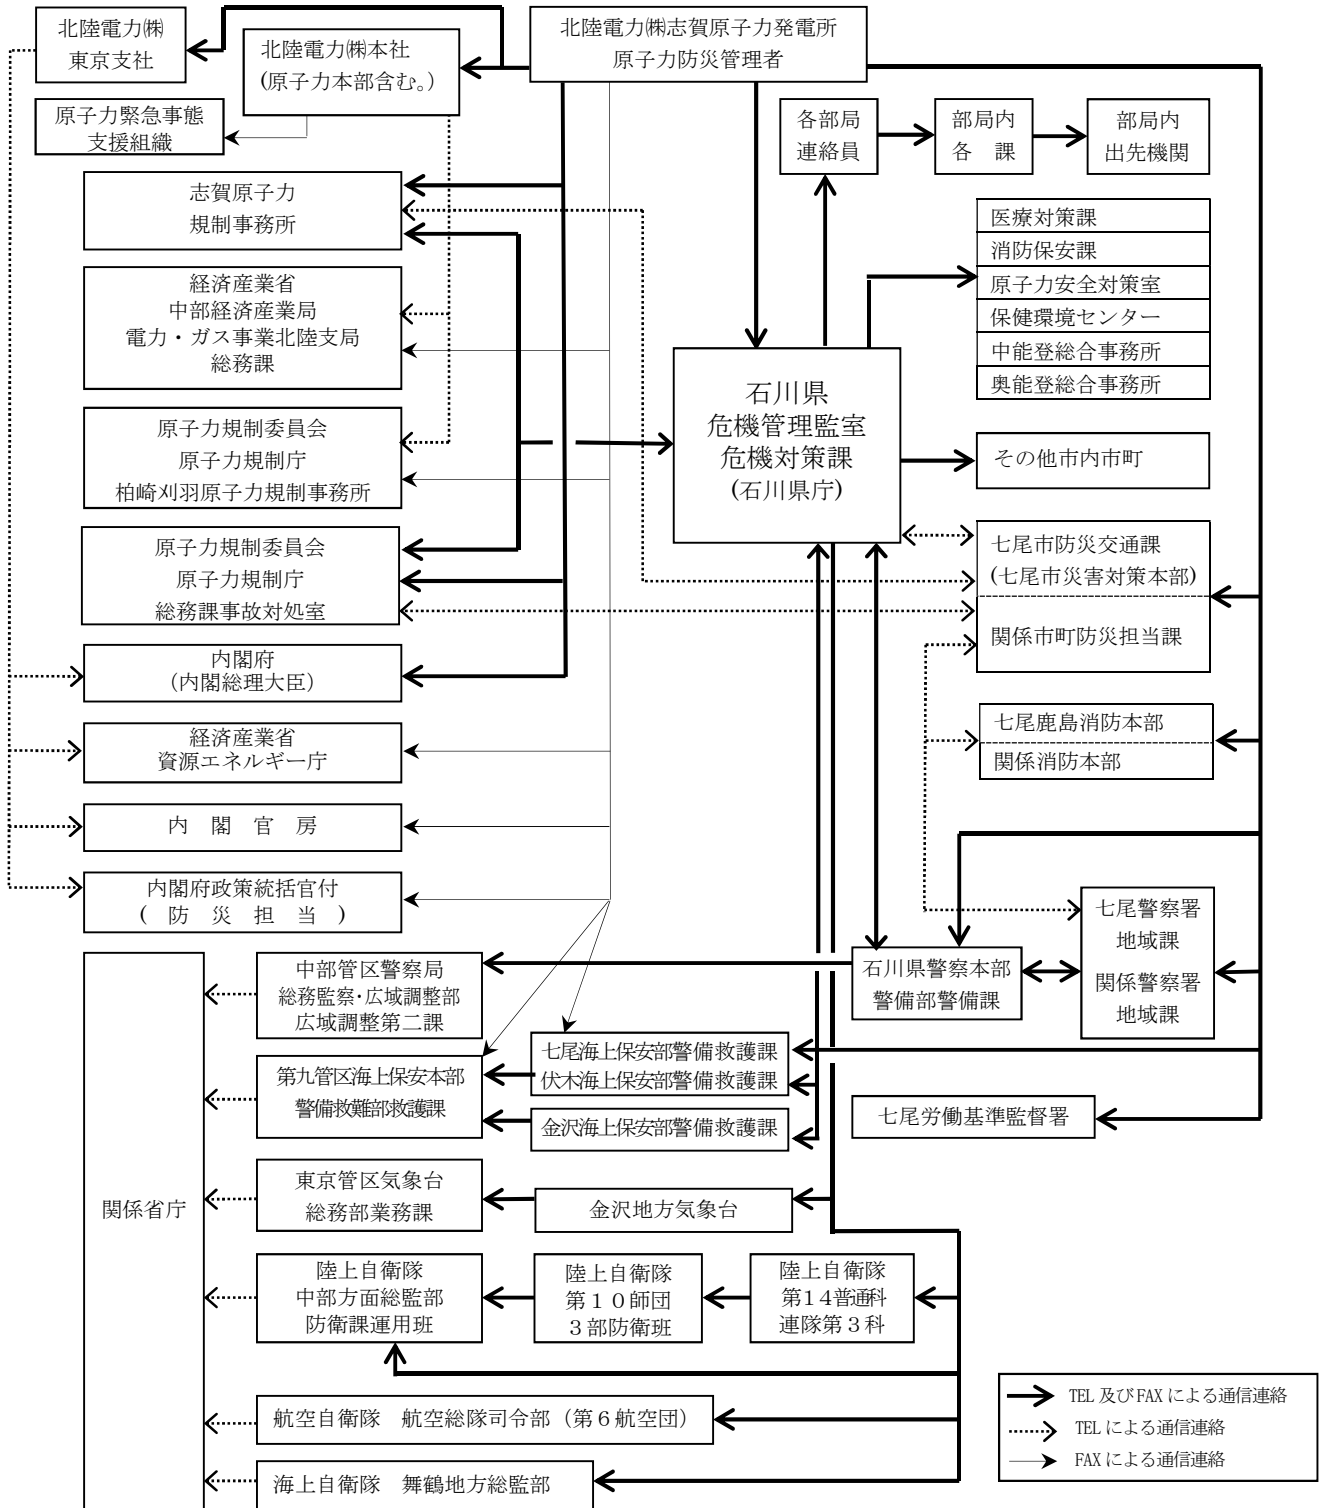 北陸電力㈱
東京支社
北陸電力㈱本社
(原子力本部含む。)
北陸電力㈱志賀原子力発電所
原子力防災管理者
原子力緊急事態
支援組織
各部局
連絡員
部局内
各　課
部局内
出先機関
志賀原子力
規制事務所
医療対策課
消防保安課
原子力安全対策室
保健環境センター
中能登総合事務所
奥能登総合事務所
経済産業省
中部経済産業局
電力・ガス事業北陸支局
総務課
石川県
危機管理監室
危機対策課
(石川県庁)
原子力規制委員会
原子力規制庁
柏崎刈羽原子力規制事務所
その他市内市町
原子力規制委員会
原子力規制庁
総務課事故対処室
七尾市防災交通課
(七尾市災害対策本部)
関係市町防災担当課
内閣府
（内閣総理大臣）
経済産業省
資源エネルギー庁
七尾鹿島消防本部
関係消防本部
内　閣　官　房
内閣府政策統括官付
(　防　災　担　当　)
七尾警察署
地域課
関係警察署
地域課
関係省庁
中部管区警察局
総務監察・広域調整部
広域調整第二課
石川県警察本部
警備部警備課
第九管区海上保安本部
警備救難部救護課
七尾海上保安部警備救護課
伏木海上保安部警備救護課
金沢海上保安部警備救護課
七尾労働基準監督署
東京管区気象台
総務部業務課
金沢地方気象台
陸上自衛隊
中部方面総監部
防衛課運用班
陸上自衛隊
第１０師団
３部防衛班
陸上自衛隊
第１４普通科
連隊第３科
航空自衛隊　航空総隊司令部（第６航空団）
海上自衛隊　舞鶴地方総監部
TEL 及び FAX による通信連絡
TEL による通信連絡
FAX による通信連絡